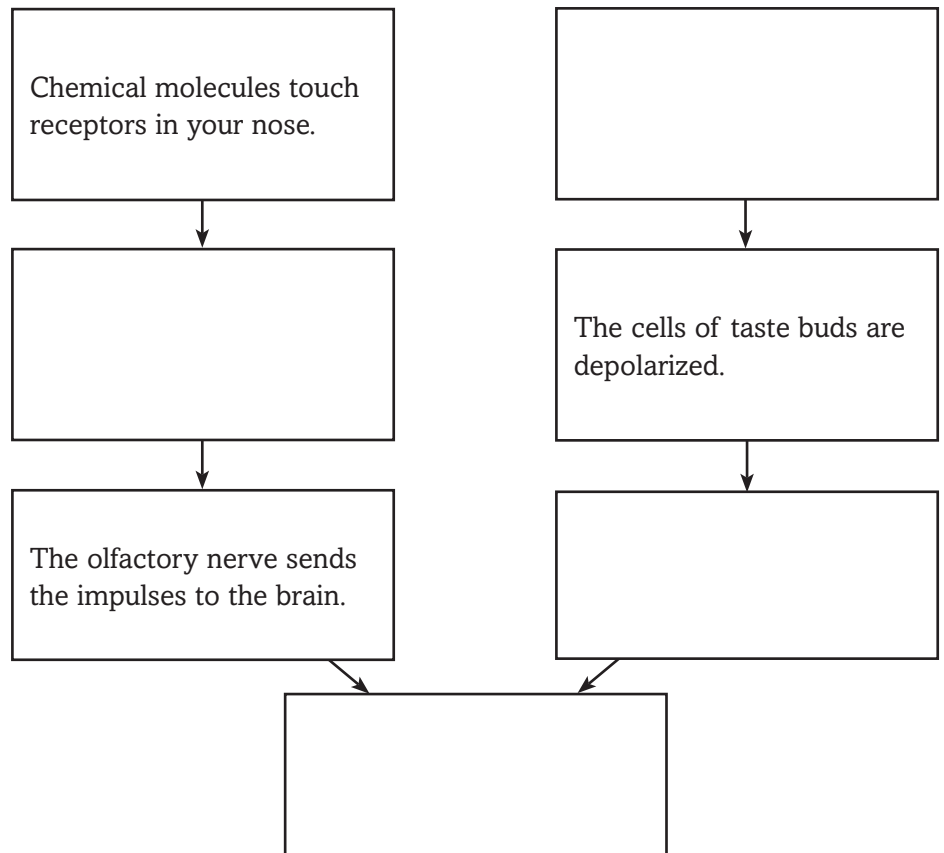 Chemical molecules touch
receptors in your nose.
The cells of taste buds are
depolarized.
The olfactory nerve sends
the impulses to the brain.